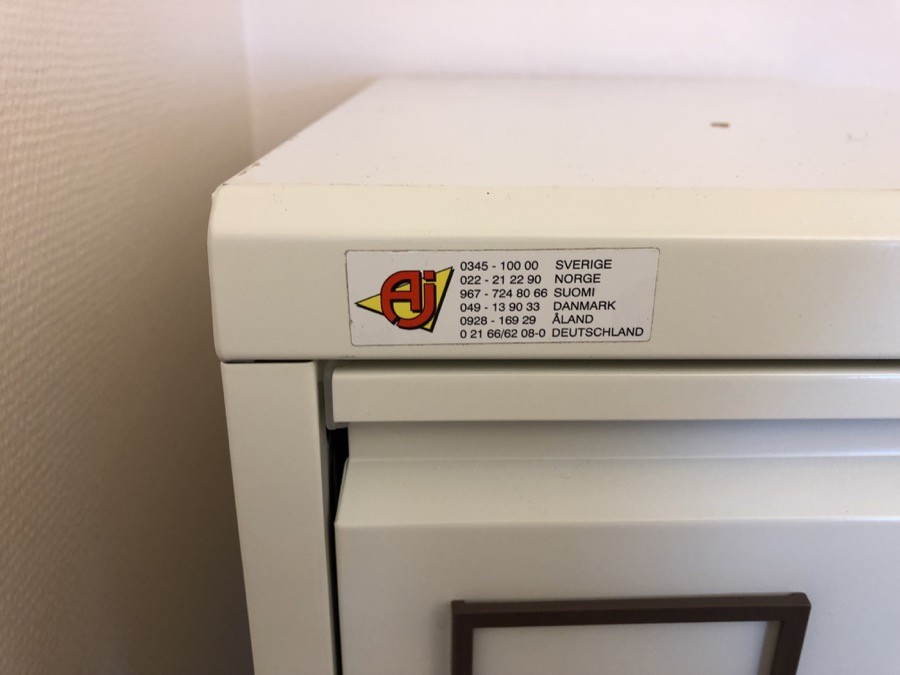 Aj
0345 - 100 00 SVERIGE
022 - 21 22 90 NORGE
967 - 724 80 66 SUOMI
049 - 13 90 33 DANMARK
0928 - 169 29 ÅLAND
0 21 66/62 08-0 DEUTSCHLAND